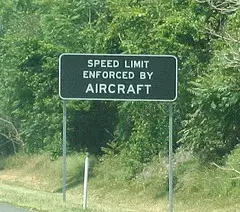 SPEED LIMIT
ENFORCED BY
AIRCRAFT